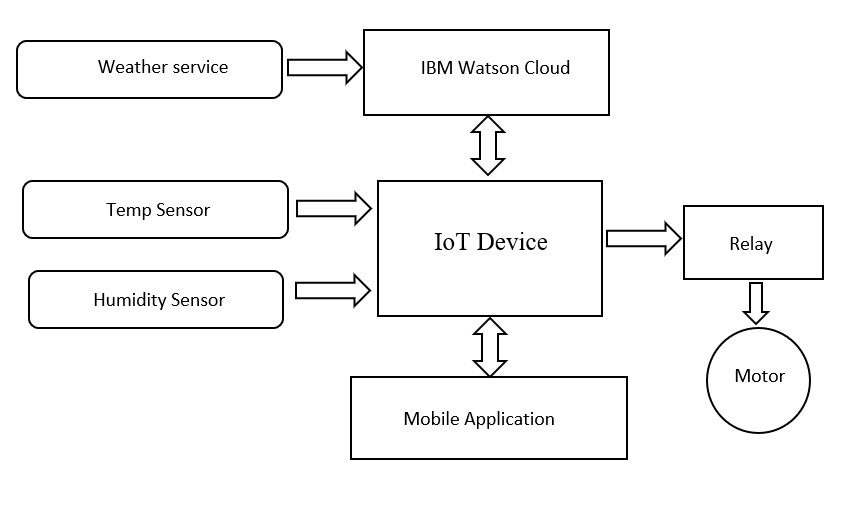 Weather service
IBM Watson Cloud
Temp Sensor
IoT Device
Relay
Humidity Sensor
Motor
Mobile Application